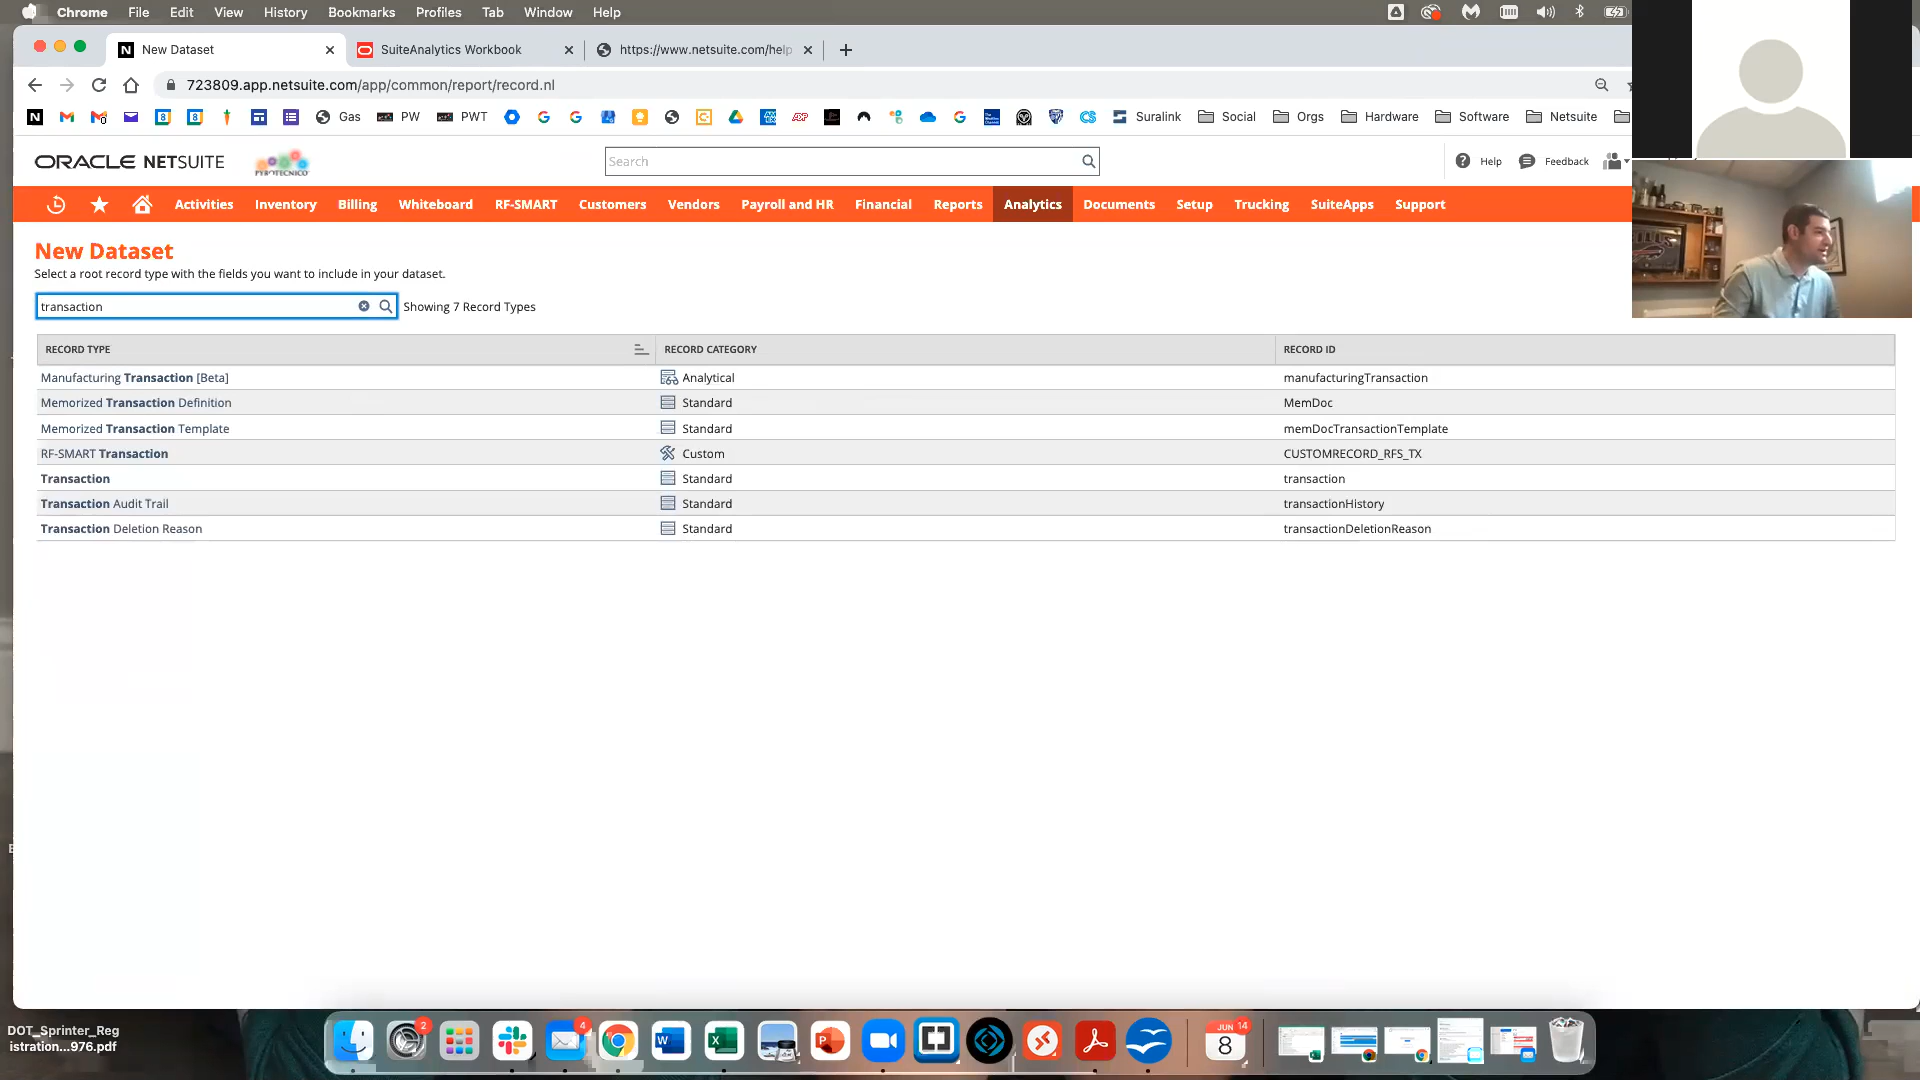 Chrome File Edit View History Bookmarks Profiles Tab Window Help
New Dataset SuiteAnalytics Workbook https://www.netsuite.com/help
723809.app.netsuite.com/app/common/report/record.nl
Gas PW PWT Suralink Social Orgs Hardware Software Netsuite
ORACLE NETSUITE PYROTECNICO Search Help Feedback
Activities Inventory Billing Whiteboard RF-SMART Customers Vendors Payroll and HR Financial Reports Analytics Documents Setup Trucking SuiteApps Support
New Dataset
Select a root record type with the fields you want to include in your dataset.
transaction Showing 7 Record Types
RECORD TYPE RECORD CATEGORY RECORD ID
Manufacturing Transaction [Beta] Analytical manufacturingTransaction
Memorized Transaction Definition Standard MemDoc
Memorized Transaction Template Standard memDocTransactionTemplate
RF-SMART Transaction Custom CUSTOMRECORD_RFS_TX
Transaction Standard transaction
Transaction Audit Trail Standard transactionHistory
Transaction Deletion Reason Standard transactionDeletionReason
DOT_Sprinter_Reg
istration...976.pdf
2 4 JUN 14 8